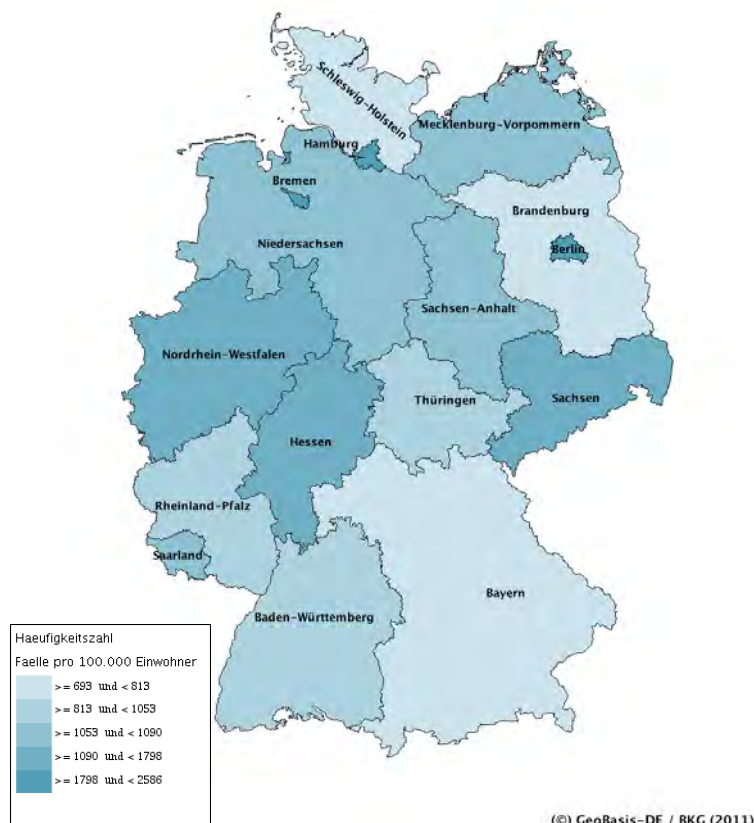 Schleswig-Holstein
Mecklenburg-Vorpommern
Hamburg
Bremen
Brandenburg
Niedersachsen
Berlin
Sachsen-Anhalt
Nordrhein-Westfalen
Thüringen
Sachsen
Hessen
Rheinland-Pfalz
Saarland
Bayern
Baden-Württemberg
Haeufigkeitszahl
Faelle pro 100.000 Einwohner
>= 693 und < 813
>= 813 und < 1053
>= 1053 und < 1090
>= 1090 und < 1798
>= 1798 und < 2586
(©) GeoBasis-DE / BKG (2011)